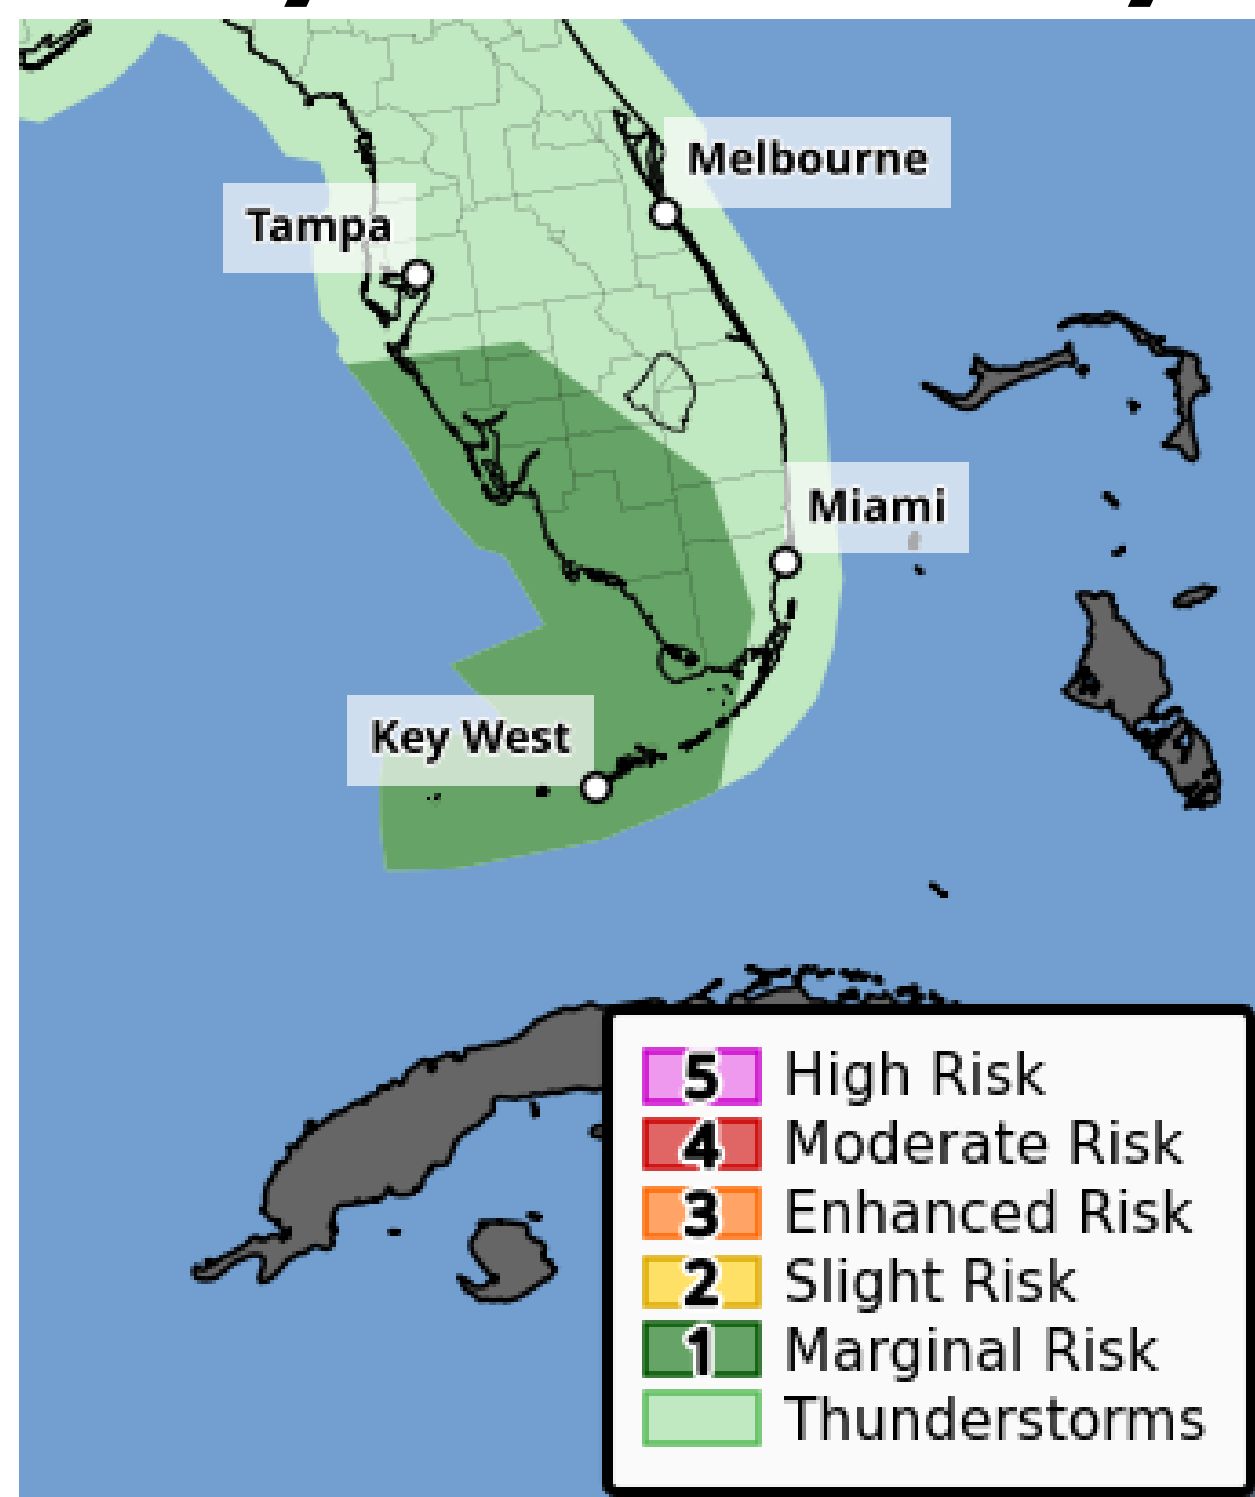 Melbourne
Tampa
Miami
Key West
5 High Risk
4 Moderate Risk
3 Enhanced Risk
2 Slight Risk
1 Marginal Risk
Thunderstorms